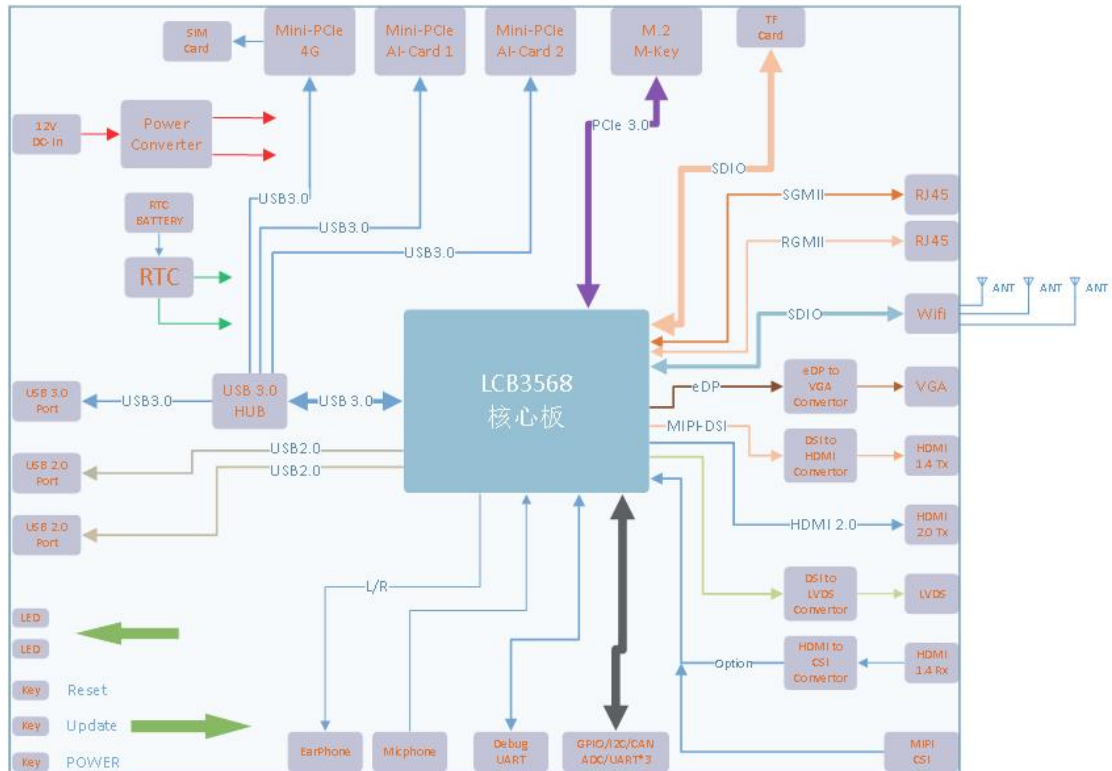 SIM
Card
Mini-PCIe
4G
Mini-PCIe
AI-Card 1
Mini-PCIe
AI-Card 2
M.2
M-Key
TF
Card
12V
DC-In
Power
Converter
PCIe 3.0
SDIO
SGMII
RJ45
RTC
BATTERY
USB3.0
USB3.0
USB3.0
RGMII
RJ45
RTC
ANT
ANT
ANT
SDIO
Wifi
LCB3568
核心板
USB 3.0
Port
USB3.0
USB 3.0
HUB
USB 3.0
eDP
eDP to
VGA
Convertor
VGA
MIPI-DSI
DSI to
HDMI
Convertor
HDMI
1.4 Tx
USB 2.0
Port
USB2.0
USB2.0
USB 2.0
Port
HDMI 2.0
HDMI
2.0 Tx
L/R
DSI to
LVDS
Convertor
LVDS
LED
LED
Option
HDMI to
CSI
Convertor
HDMI
1.4 Rx
Key
Reset
Key
Update
Key
POWER
EarPhone
Micphone
Debug
UART
GPIO/I2C/CAN
ADC/UART*3
MIPI
CSI